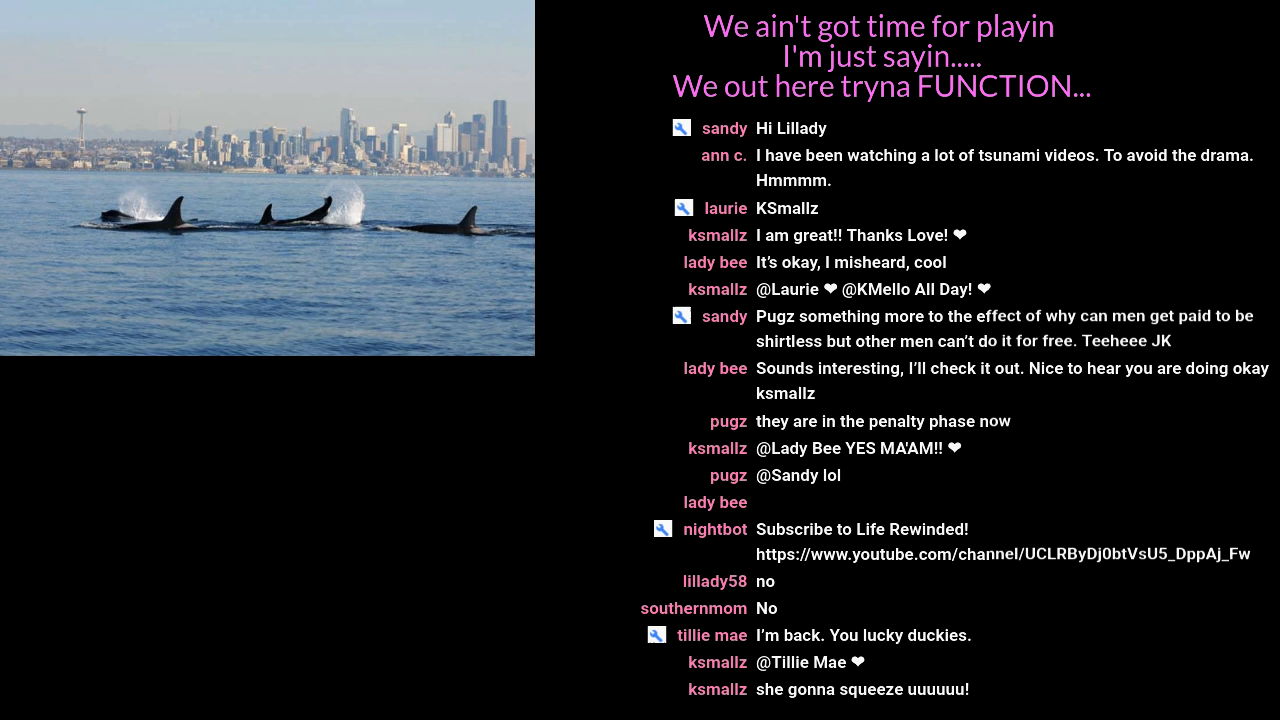 We ain't got time for playin
I'm just sayin.....
We out here tryna FUNCTION...
sandy Hi Lillady
ann c. I have been watching a lot of tsunami videos. To avoid the drama.
Hmmmm.
laurie KSmallz
ksmallz I am great!! Thanks Love! ❤
lady bee It’s okay, I misheard, cool
ksmallz @Laurie ❤ @KMello All Day! ❤
sandy Pugz something more to the effect of why can men get paid to be
shirtless but other men can’t do it for free. Teeheee JK
lady bee Sounds interesting, I’ll check it out. Nice to hear you are doing okay
ksmallz
pugz they are in the penalty phase now
ksmallz @Lady Bee YES MA'AM!! ❤
pugz @Sandy lol
lady bee
nightbot Subscribe to Life Rewinded!
https://www.youtube.com/channel/UCLRByDj0btVsU5_DppAj_Fw
lillady58 no
southernmom No
tillie mae I’m back. You lucky duckies.
ksmallz @Tillie Mae ❤
ksmallz she gonna squeeze uuuuuu!